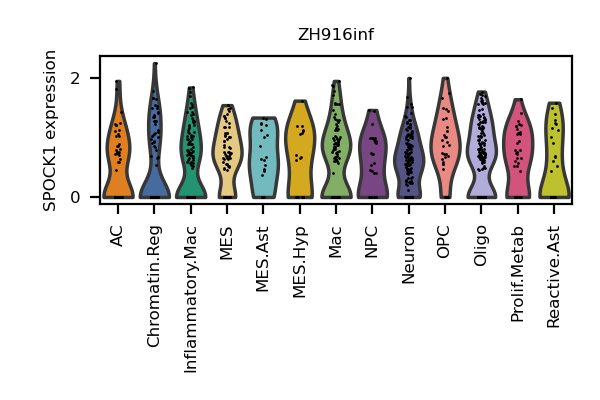 ZH916inf
SPOCK1 expression
2
0
AC
Chromatin.Reg
Inflammatory.Mac
MES
MES.Ast
MES.Hyp
Mac
NPC
Neuron
OPC
Oligo
Prolif.Metab
Reactive.Ast